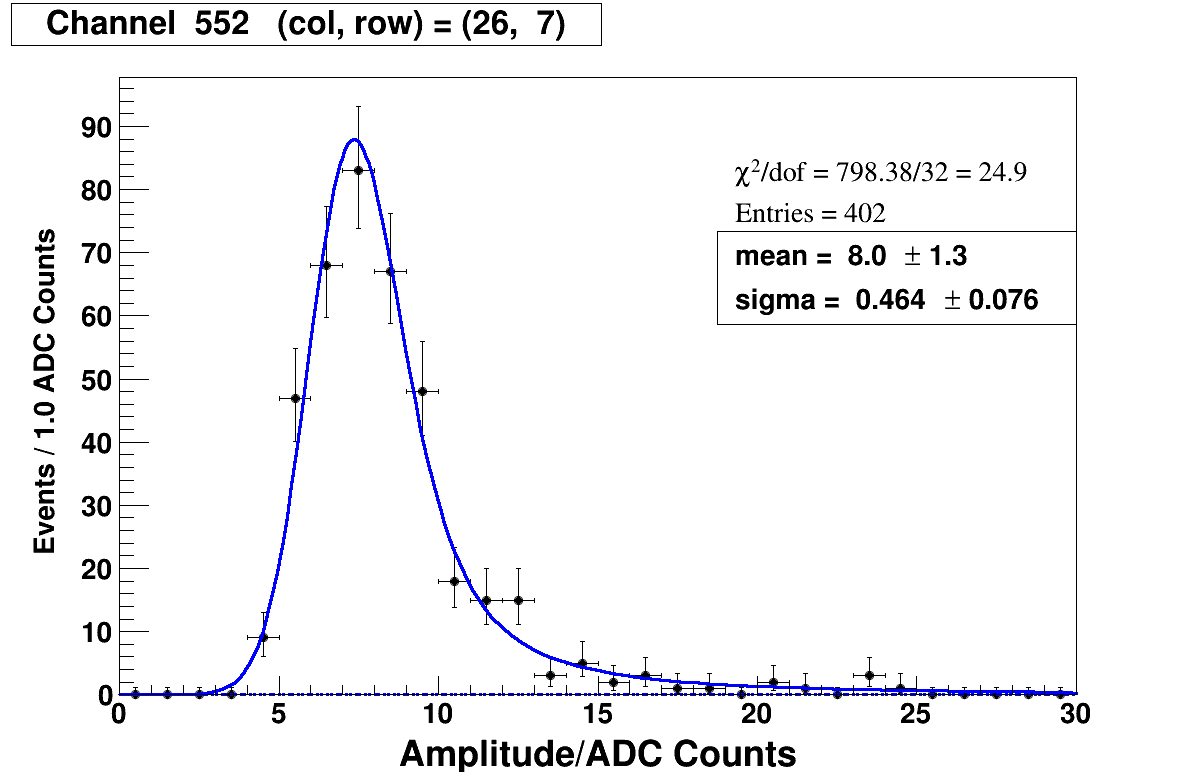 Channel 552 (col, row) = (26, 7)
χ²/dof = 798.38/32 = 24.9
Entries = 402
mean = 8.0 ± 1.3
sigma = 0.464 ± 0.076
Events / 1.0 ADC Counts
90
80
70
60
50
40
30
20
10
0
0 5 10 15 20 25 30
Amplitude/ADC Counts